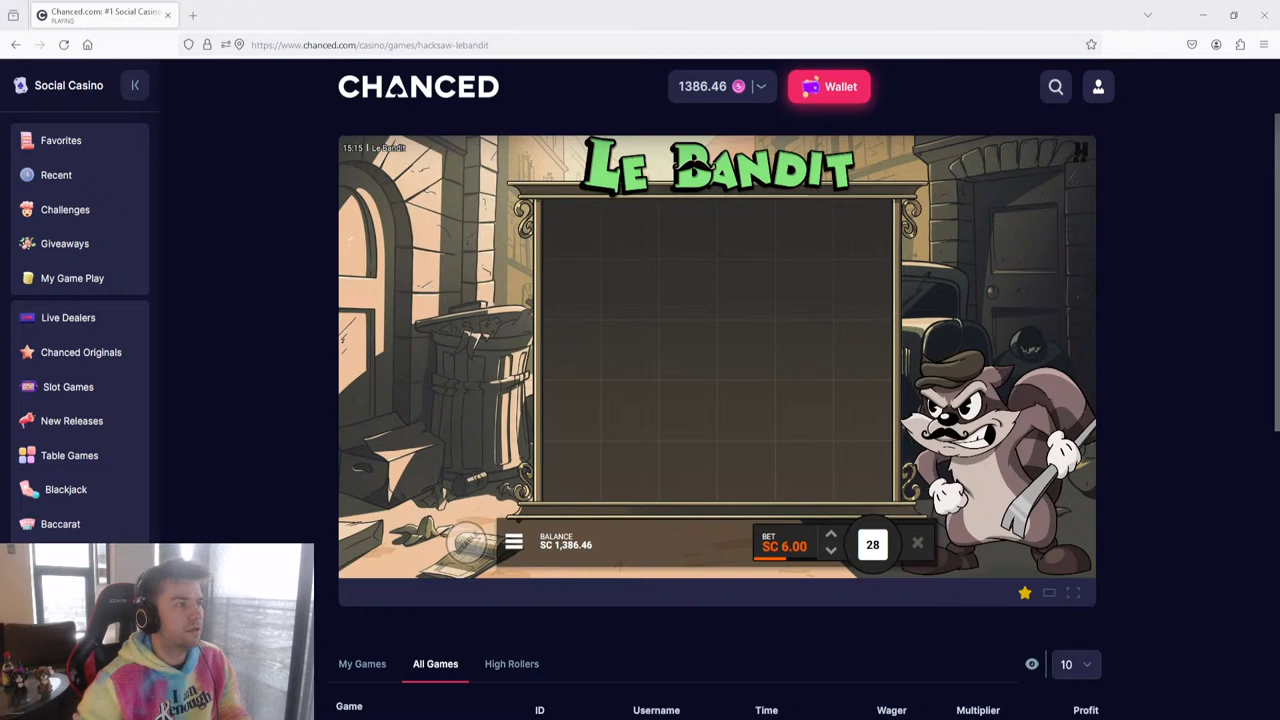 Chanced.com: #1 Social Casino
PLAYING
https://www.chanced.com/casino/games/hacksaw-lebandit
Social Casino
CHANCED
1386.46
Wallet
Favorites
Recent
Challenges
Giveaways
My Game Play
Live Dealers
Chanced Originals
Slot Games
New Releases
Table Games
Blackjack
Baccarat
15:15 | Le Bandit
LE BANDIT
BALANCE
SC 1,386.46
BET
SC 6.00
28
My Games
All Games
High Rollers
10
Game
ID
Username
Time
Wager
Multiplier
Profit
I am
enough